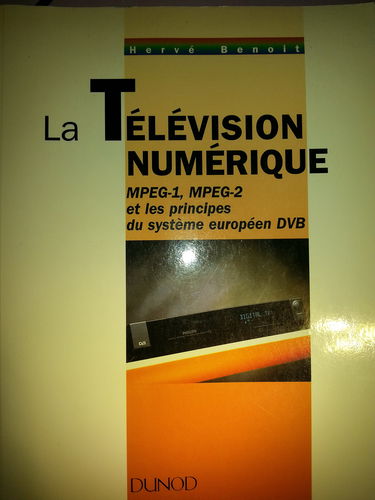 Hervé Benoit
La TÉLÉVISION
NUMÉRIQUE
MPEG-1, MPEG-2
et les principes
du système européen DVB
DUNOD